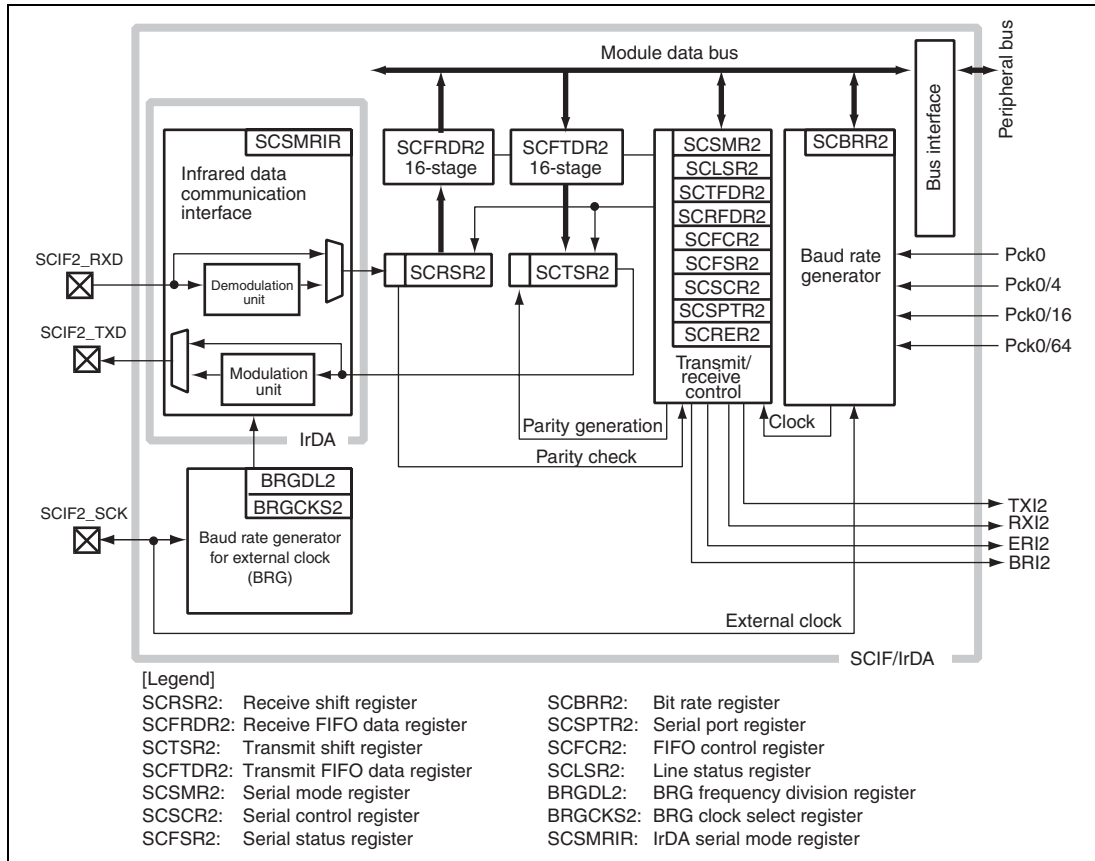 Module data bus
Bus interface
Peripheral bus
SCSMRIR
Infrared data
communication
interface
SCFRDR2
16-stage
SCFTDR2
16-stage
SCSMR2
SCLSR2
SCTFDR2
SCRFDR2
SCFCR2
SCFSR2
SCSCR2
SCSPTR2
SCRER2
Transmit/
receive
control
SCBRR2
Baud rate
generator
SCIF2_RXD
Demodulation
unit
SCRSR2
SCTSR2
Pck0
Pck0/4
Pck0/16
Pck0/64
SCIF2_TXD
Modulation
unit
IrDA
Parity generation
Parity check
Clock
SCIF2_SCK
BRGDL2
BRGCKS2
Baud rate generator
for external clock
(BRG)
TXI2
RXI2
ERI2
BRI2
External clock
SCIF/IrDA
[Legend]
SCRSR2: Receive shift register
SCFRDR2: Receive FIFO data register
SCTSR2: Transmit shift register
SCFTDR2: Transmit FIFO data register
SCSMR2: Serial mode register
SCSCR2: Serial control register
SCFSR2: Serial status register
SCBRR2: Bit rate register
SCSPTR2: Serial port register
SCFCR2: FIFO control register
SCLSR2: Line status register
BRGDL2: BRG frequency division register
BRGCKS2: BRG clock select register
SCSMRIR: IrDA serial mode register